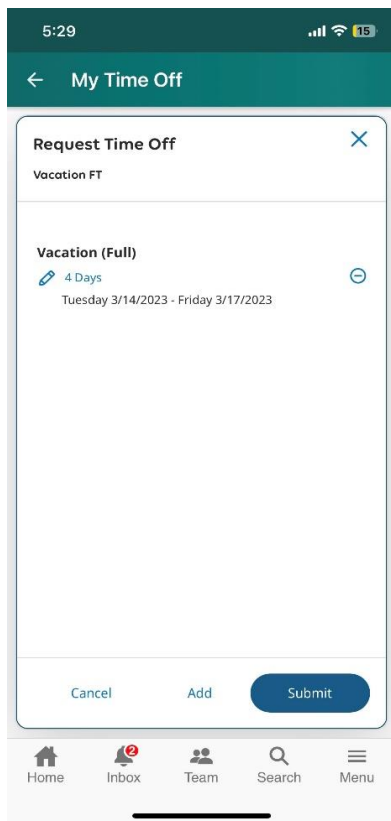 5:29
15
My Time Off
Request Time Off
Vacation FT
Vacation (Full)
4 Days
Tuesday 3/14/2023 - Friday 3/17/2023
Cancel Add Submit
2
Home Inbox Team Search Menu